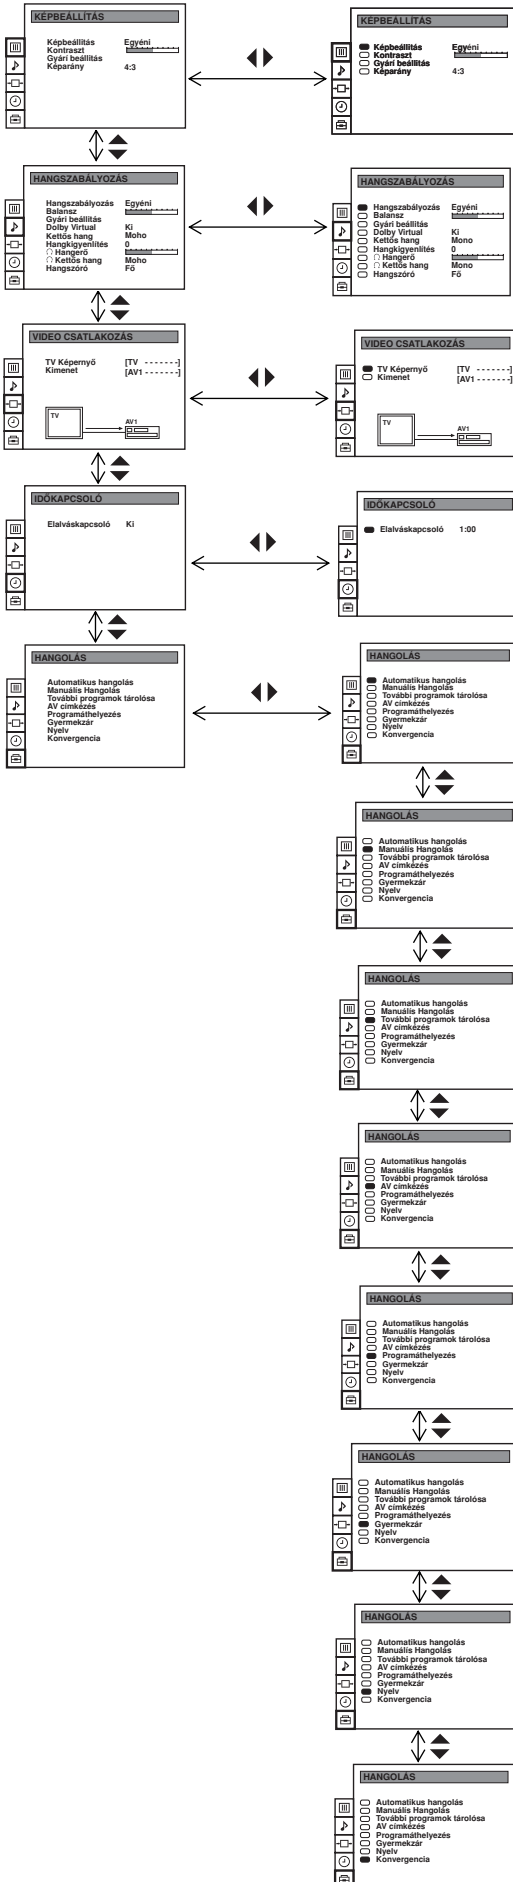 KÉPBEÁLLÍTÁS
Képbeállítás Egyéni
Kontraszt
Gyári beállítás
Képarány 4:3
KÉPBEÁLLÍTÁS
Képbeállítás Egyéni
Kontraszt
Gyári beállítás
Képarány 4:3
HANGSZABÁLYOZÁS
Hangszabályozás Egyéni
Balansz
Gyári beállítás
Dolby Virtual Ki
Kettős hang Moho
Hangkigyenlítés 0
Hangerő
Kettős hang Mono
Hangszóró Fő
HANGSZABÁLYOZÁS
Hangszabályozás Egyéni
Balansz
Gyári beállítás
Dolby Virtual Ki
Kettős hang Mono
Hangkigyenlítés 0
Hangerő
Kettős hang Mono
Hangszóró Fő
VIDEO CSATLAKOZÁS
TV Képernyő [TV ------]
Kimenet [AV1 ------]
TV
AV1
VIDEO CSATLAKOZÁS
TV Képernyő [TV ------]
Kimenet [AV1 ------]
TV
AV1
IDŐKAPCSOLÓ
Elalváskapcsoló Ki
IDŐKAPCSOLÓ
Elalváskapcsoló 1:00
HANGOLÁS
Automatikus hangolás
Manuális Hangolás
További programok tárolósa
AV címkézés
Programáthelyezés
Gyermekzár
Nyelv
Konvergencia
HANGOLÁS
Automatikus hangolás
Manuális Hangolás
További programok tárolósa
AV címkézés
Programáthelyezés
Gyermekzár
Nyelv
Konvergencia
HANGOLÁS
Automatikus hangolás
Manuális Hangolás
További programok tárolósa
AV címkézés
Programáthelyezés
Gyermekzár
Nyelv
Konvergencia
HANGOLÁS
Automatikus hangolás
Manuális Hangolás
További programok tárolósa
AV címkézés
Programáthelyezés
Gyermekzár
Nyelv
Konvergencia
HANGOLÁS
Automatikus hangolás
Manuális Hangolás
További programok tárolósa
AV címkézés
Programáthelyezés
Gyermekzár
Nyelv
Konvergencia
HANGOLÁS
Automatikus hangolás
Manuális Hangolás
További programok tárolósa
AV címkézés
Programáthelyezés
Gyermekzár
Nyelv
Konvergencia
HANGOLÁS
Automatikus hangolás
Manuális Hangolás
További programok tárolósa
AV címkézés
Programáthelyezés
Gyermekzár
Nyelv
Konvergencia
HANGOLÁS
Automatikus hangolás
Manuális Hangolás
További programok tárolósa
AV címkézés
Programáthelyezés
Gyermekzár
Nyelv
Konvergencia
HANGOLÁS
Automatikus hangolás
Manuális Hangolás
További programok tárolósa
AV címkézés
Programáthelyezés
Gyermekzár
Nyelv
Konvergencia